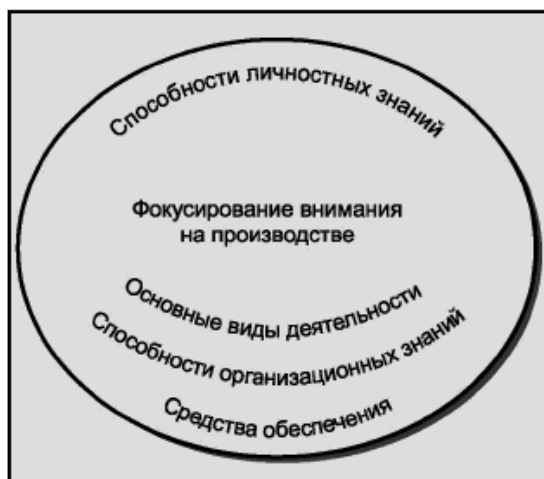 Способности личностных знаний
Фокусирование внимания
на производстве
Основные виды деятельности
Способности организационных знаний
Средства обеспечения